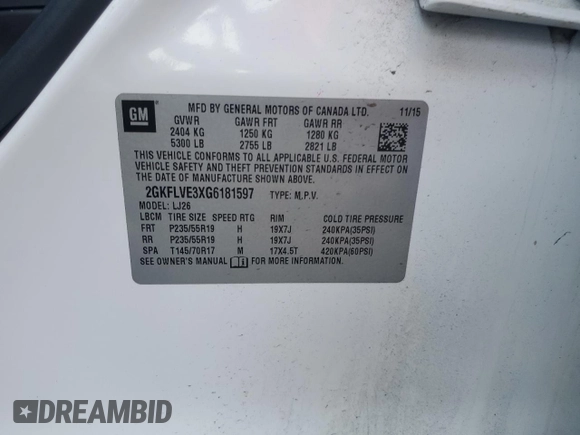 GM
MFD BY GENERAL MOTORS OF CANADA LTD. 11/15
GVWR GAWR FRT GAWR RR
2404 KG 1250 KG 1280 KG
5300 LB 2755 LB 2821 LB
THIS VEHICLE CONFORMS TO ALL APPLICABLE U.S. FEDERAL MOTOR
VEHICLE SAFETY AND THEFT PREVENTION STANDARDS IN EFFECT
ON THE DATE OF MANUFACTURE SHOWN ABOVE.
2GKFLVE3XG6181597 TYPE: M.P.V.
MODEL: LJ26
LBCM TIRE SIZE SPEED RTG RIM COLD TIRE PRESSURE
FRT P235/55R19 H 19X7J 240KPA(35PSI)
RR P235/55R19 H 19X7J 240KPA(35PSI)
SPA T145/70R17 M 17X4.5T 420KPA(60PSI)
SEE OWNER'S MANUAL FOR MORE INFORMATION.
DREAMBID